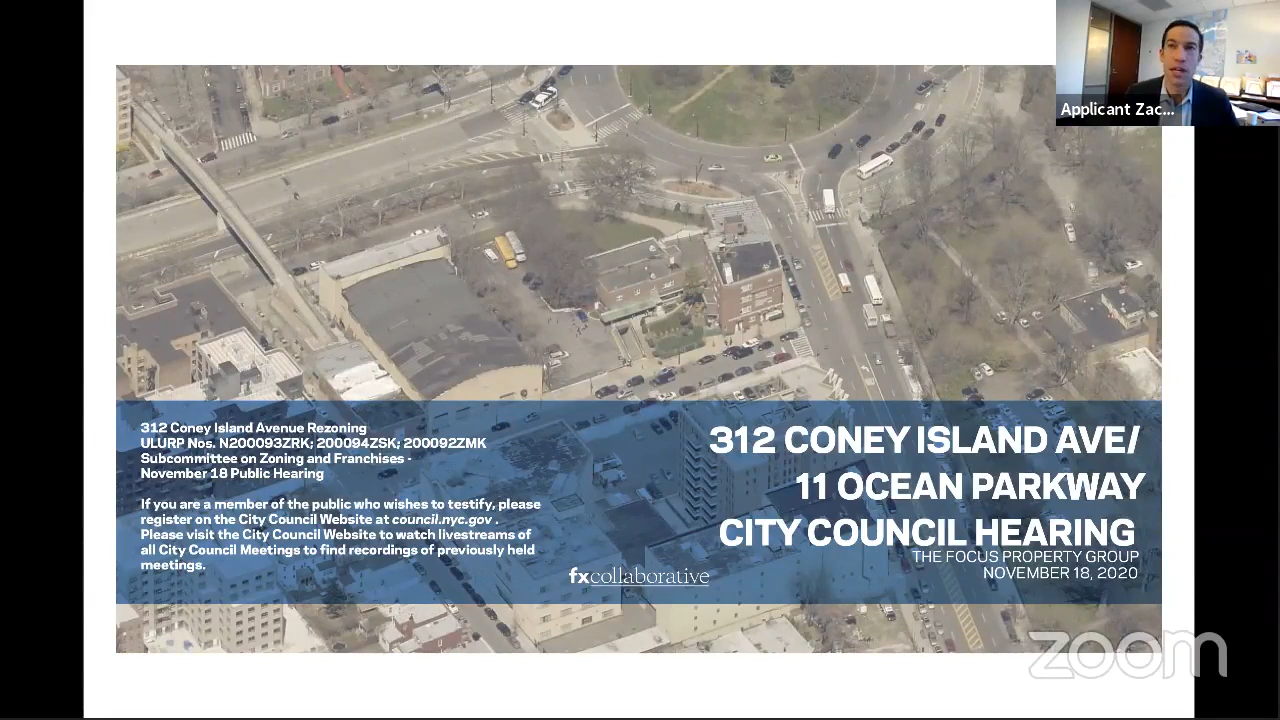 Applicant Zac...
312 Coney Island Avenue Rezoning
ULURP Nos. N200093ZRK; 200094ZSK; 200092ZMK
Subcommittee on Zoning and Franchises -
November 18 Public Hearing
If you are a member of the public who wishes to testify, please
register on the City Council Website at council.nyc.gov .
Please visit the City Council Website to watch livestreams of
all City Council Meetings to find recordings of previously held
meetings.
312 CONEY ISLAND AVE/
11 OCEAN PARKWAY
CITY COUNCIL HEARING
THE FOCUS PROPERTY GROUP
NOVEMBER 18, 2020
fxcollaborative
zoom